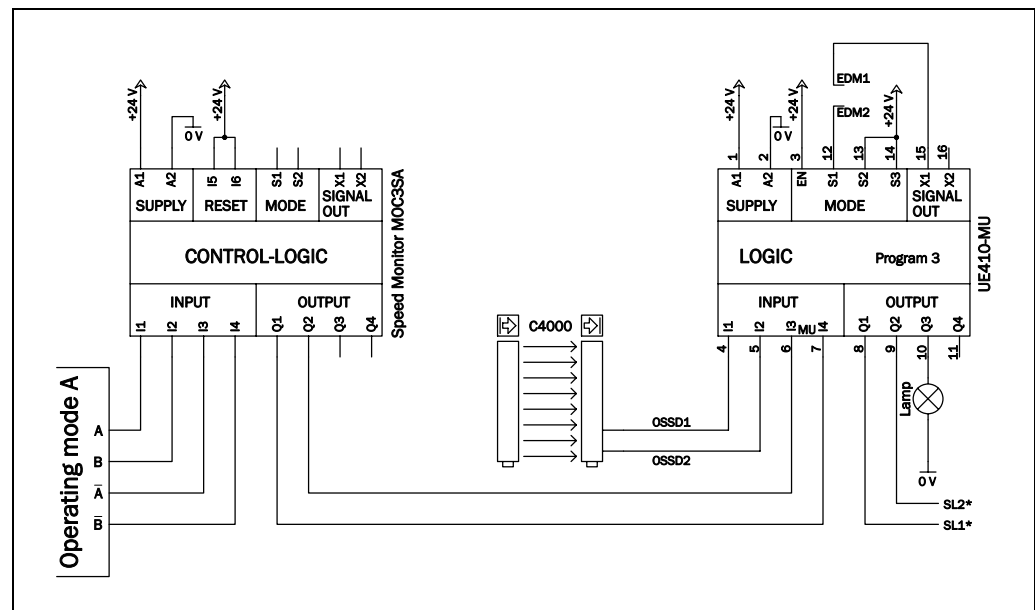 +24 V
0 V
+24 V
A1
A2
I5
I6
S1
S2
X1
X2
SUPPLY
RESET
MODE
SIGNAL
OUT
CONTROL-LOGIC
INPUT
OUTPUT
I1
I2
I3
I4
Q1
Q2
Q3
Q4
Speed Monitor MOC3SA
Operating mode A
A
B
A̅
B̅
C4000
OSSD1
OSSD2
EDM1
EDM2
+24 V
0 V
+24 V
+24 V
1
2
3
12
13
14
15
16
A1
A2
EN
S1
S2
S3
X1
X2
SUPPLY
MODE
SIGNAL
OUT
LOGIC
Program 3
UE410-MU
INPUT
OUTPUT
I1
I2
I3
MU
I4
Q1
Q2
Q3
Q4
4
5
6
7
8
9
10
11
Lamp
0 V
SL2*
SL1*